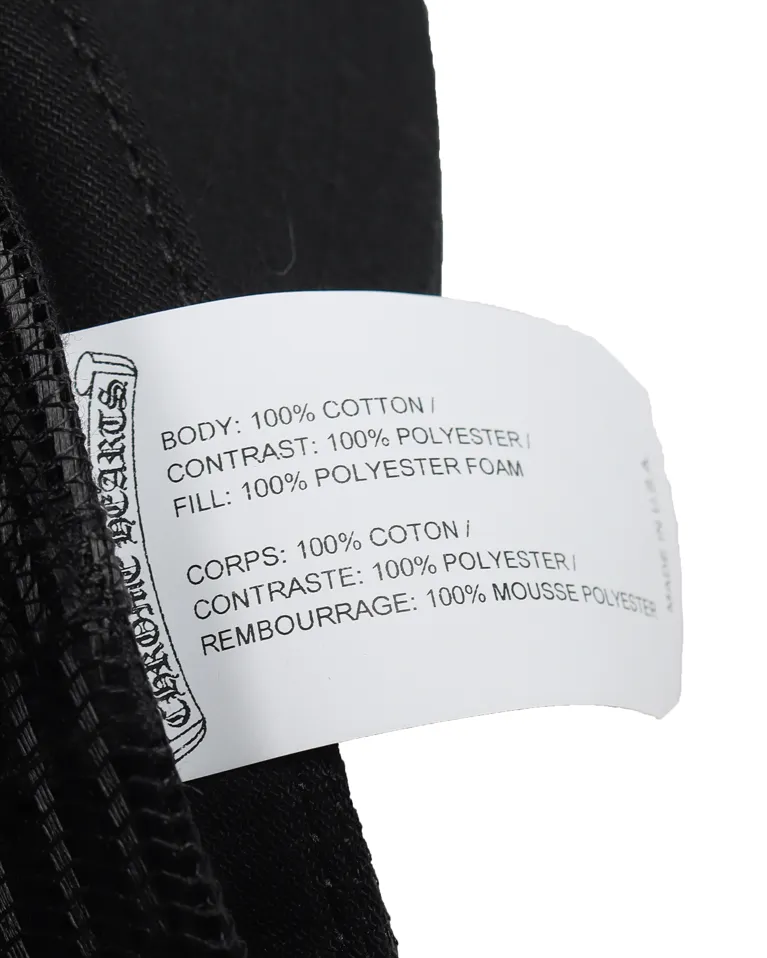 CHROME HEARTS
BODY: 100% COTTON /
CONTRAST: 100% POLYESTER /
FILL: 100% POLYESTER FOAM
CORPS: 100% COTON /
CONTRASTE: 100% POLYESTER /
REMBOURRAGE: 100% MOUSSE POLYESTER
MADE IN U.S.A.